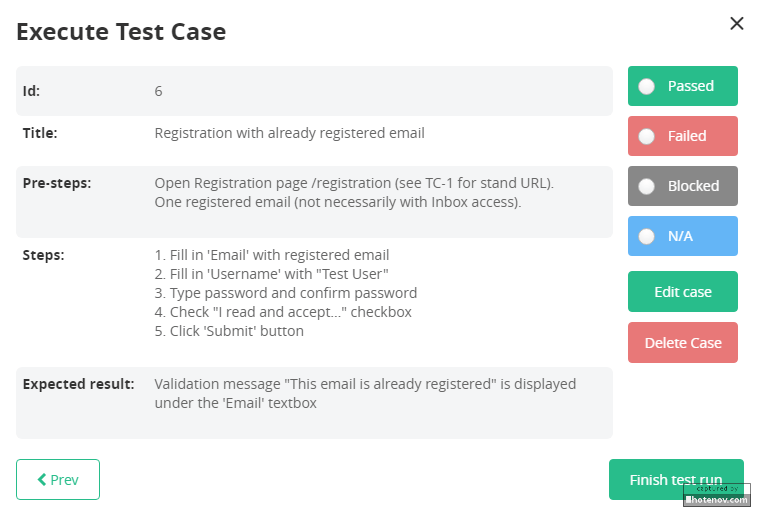 Execute Test Case
Id: 6
Passed
Title: Registration with already registered email
Failed
Pre-steps: Open Registration page /registration (see TC-1 for stand URL).
One registered email (not necessarily with Inbox access).
Blocked
N/A
Steps: 1. Fill in 'Email' with registered email
2. Fill in 'Username' with "Test User"
3. Type password and confirm password
4. Check "I read and accept..." checkbox
5. Click 'Submit' button
Edit case
Delete Case
Expected result: Validation message "This email is already registered" is displayed
under the 'Email' textbox
Prev
Finish test run
captured by
hotenov.com